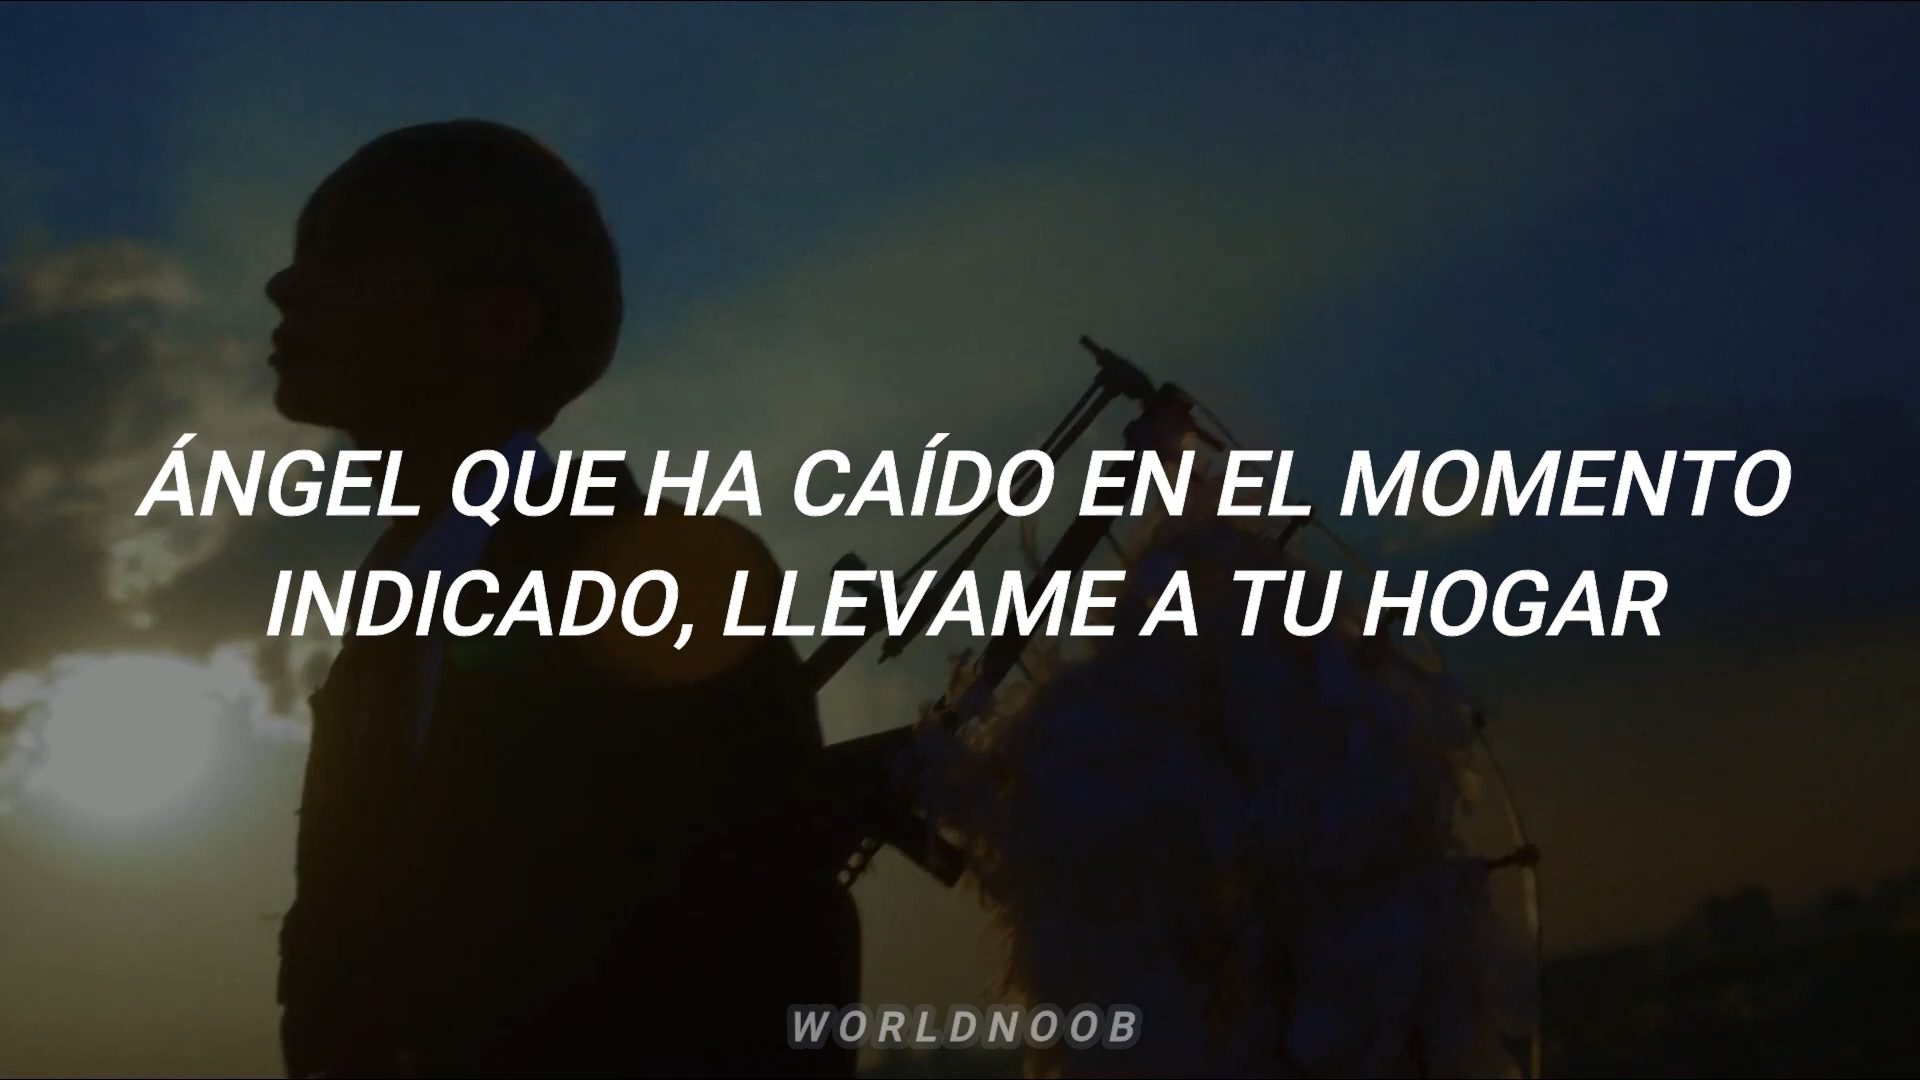 ÁNGEL QUE HA CAÍDO EN EL MOMENTO
INDICADO, LLEVAME A TU HOGAR
WORLDNOOB